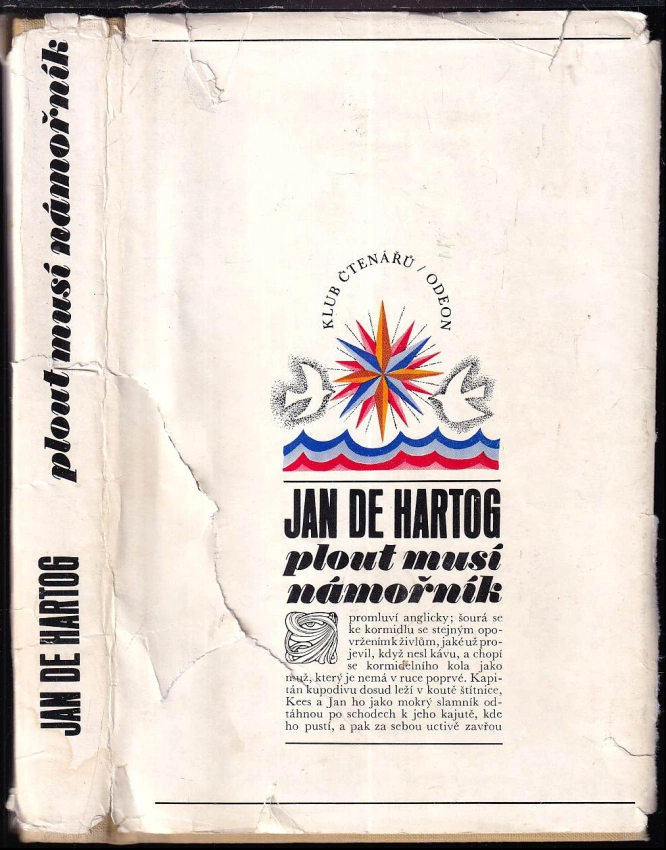 plout musí námořník
JAN DE HARTOG
KLUB ČTENÁŘŮ / ODEON
JAN DE HARTOG
plout musí
námořník
promluví anglicky; šourá se
ke kormidlu se stejným opo-
vržením k živlům, jaké už pro-
jevil, když nesl kávu, a chopí
se kormidelního kola jako
muž, který je nemá v ruce poprvé. Kapi-
tán kupodivu dosud leží v koutě štítnice,
Kees a Jan ho jako mokrý slamník od-
táhnou po schodech k jeho kajutě, kde
ho pustí, a pak za sebou uctivě zavřou